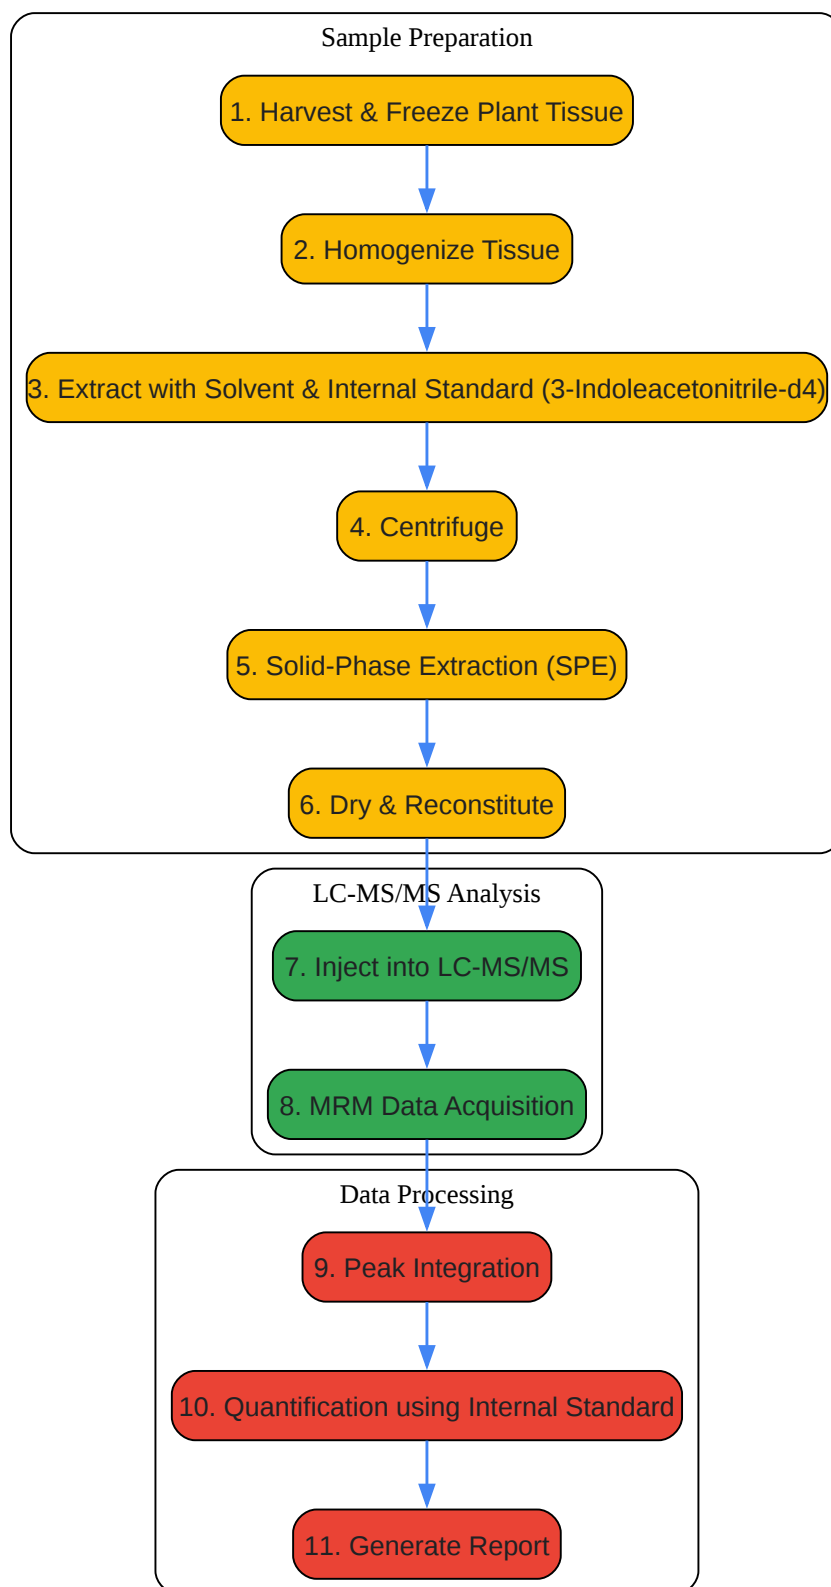 Sample Preparation
1. Harvest & Freeze Plant Tissue
2. Homogenize Tissue
3. Extract with Solvent & Internal Standard (3-Indoleacetonitrile-d4)
4. Centrifuge
5. Solid-Phase Extraction (SPE)
6. Dry & Reconstitute
LC-MS/MS Analysis
7. Inject into LC-MS/MS
8. MRM Data Acquisition
Data Processing
9. Peak Integration
10. Quantification using Internal Standard
11. Generate Report